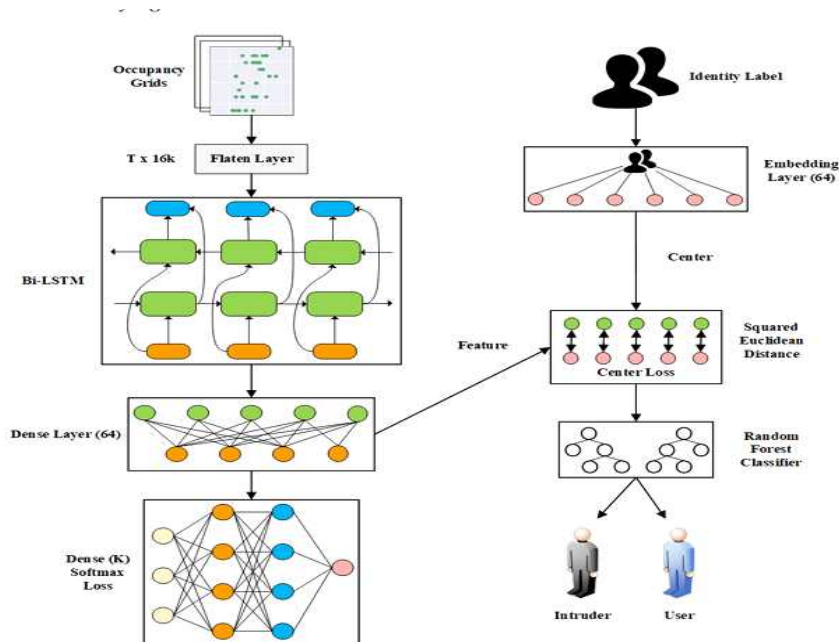 Occupancy
Grids
T x 16k
Flaten Layer
Bi-LSTM
Dense Layer (64)
Dense (K)
Softmax
Loss
Feature
Identity Label
Embedding
Layer (64)
Center
Squared
Euclidean
Distance
Center Loss
Random
Forest
Classifier
Intruder
User